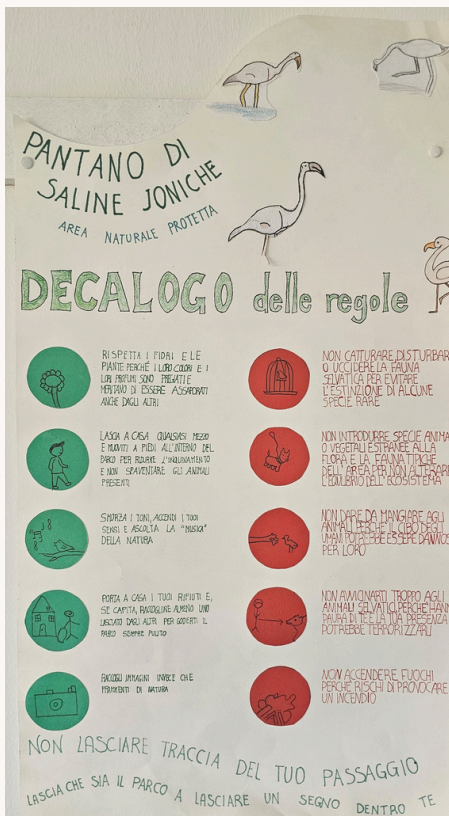 PANTANO DI
SALINE JONICHE
AREA NATURALE PROTETTA
DECALOGO delle regole
RISPETTA I FIORI E LE
PIANTE PERCHÉ I LORO COLORI E I
LORO PROFUMI SONO PREGIATI E
MERITANO DI ESSERE ASSAPORATI
ANCHE DAGLI ALTRI
LASCIA A CASA QUALSIASI MEZZO
E MUOVITI A PIEDI ALL'INTERNO DEL
PARCO PER RIDURRE L'INQUINAMENTO
E NON SPAVENTARE GLI ANIMALI
PRESENTI
SMORZA I TONI, ACCENDI I TUOI
SENSI E ASCOLTA LA "MUSICA"
DELLA NATURA
PORTA A CASA I TUOI RIFIUTI E,
SE CAPITA, RACCOGLINE ALMENO UNO
LASCIATO DAGLI ALTRI PER GODERTI IL
PARCO SEMPRE PULITO
RACCOGLI IMMAGINI INVECE CHE
FRAMMENTI DI NATURA
NON CATTURARE, DISTURBAR
O UCCIDERE LA FAUNA
SELVATICA PER EVITARE
L'ESTINZIONE DI ALCUNE
SPECIE RARE
NON INTRODURRE SPECIE ANIMA
O VEGETALI ESTRANEE ALLA
FLORA E LA FAUNA TIPICHE
DELL'AREA PER NON ALTERARE
L'EQUILIBRIO DELL'ECOSISTEMA
NON DARE DA MANGIARE AGLI
ANIMALI PERCHÉ IL CIBO DEGLI
UMANI POTREBBE ESSERE DANNOS
PER LORO
NON AVVICINARTI TROPPO AGLI
ANIMALI SELVATICI, PERCHÉ HANN
PAURA DI TE E LA TUA PRESENZA
POTREBBE TERRORIZZARLI
NON ACCENDERE FUOCHI
PERCHÉ RISCHI DI PROVOCARE
UN INCENDIO
NON LASCIARE TRACCIA DEL TUO PASSAGGIO
LASCIA CHE SIA IL PARCO A LASCIARE UN SEGNO DENTRO TE